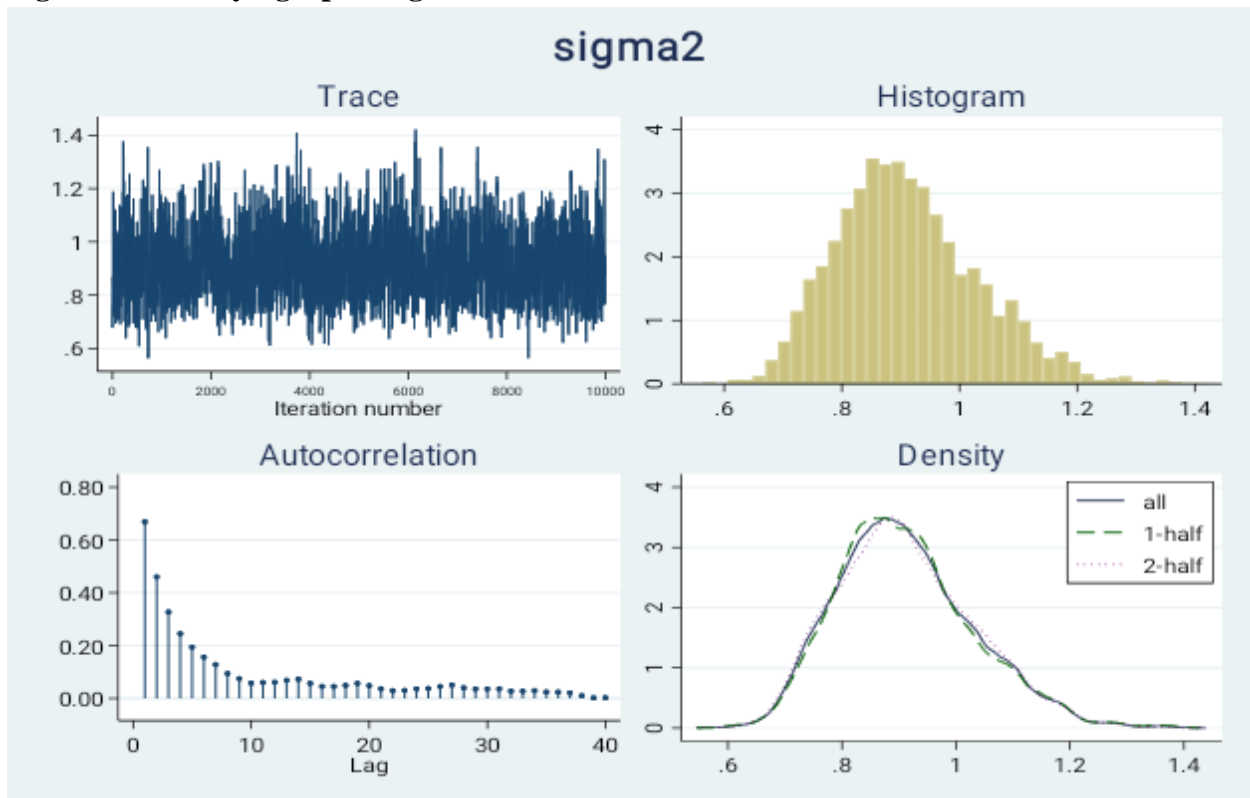 sigma2
Trace
1.4
1.2
1
.8
.6
0 2000 4000 6000 8000 10000
Iteration number
Histogram
4
3
2
1
0
.6 .8 1 1.2 1.4
Autocorrelation
0.80
0.60
0.40
0.20
0.00
0 10 20 30 40
Lag
Density
4
3
2
1
0
all
1-half
2-half
.6 .8 1 1.2 1.4